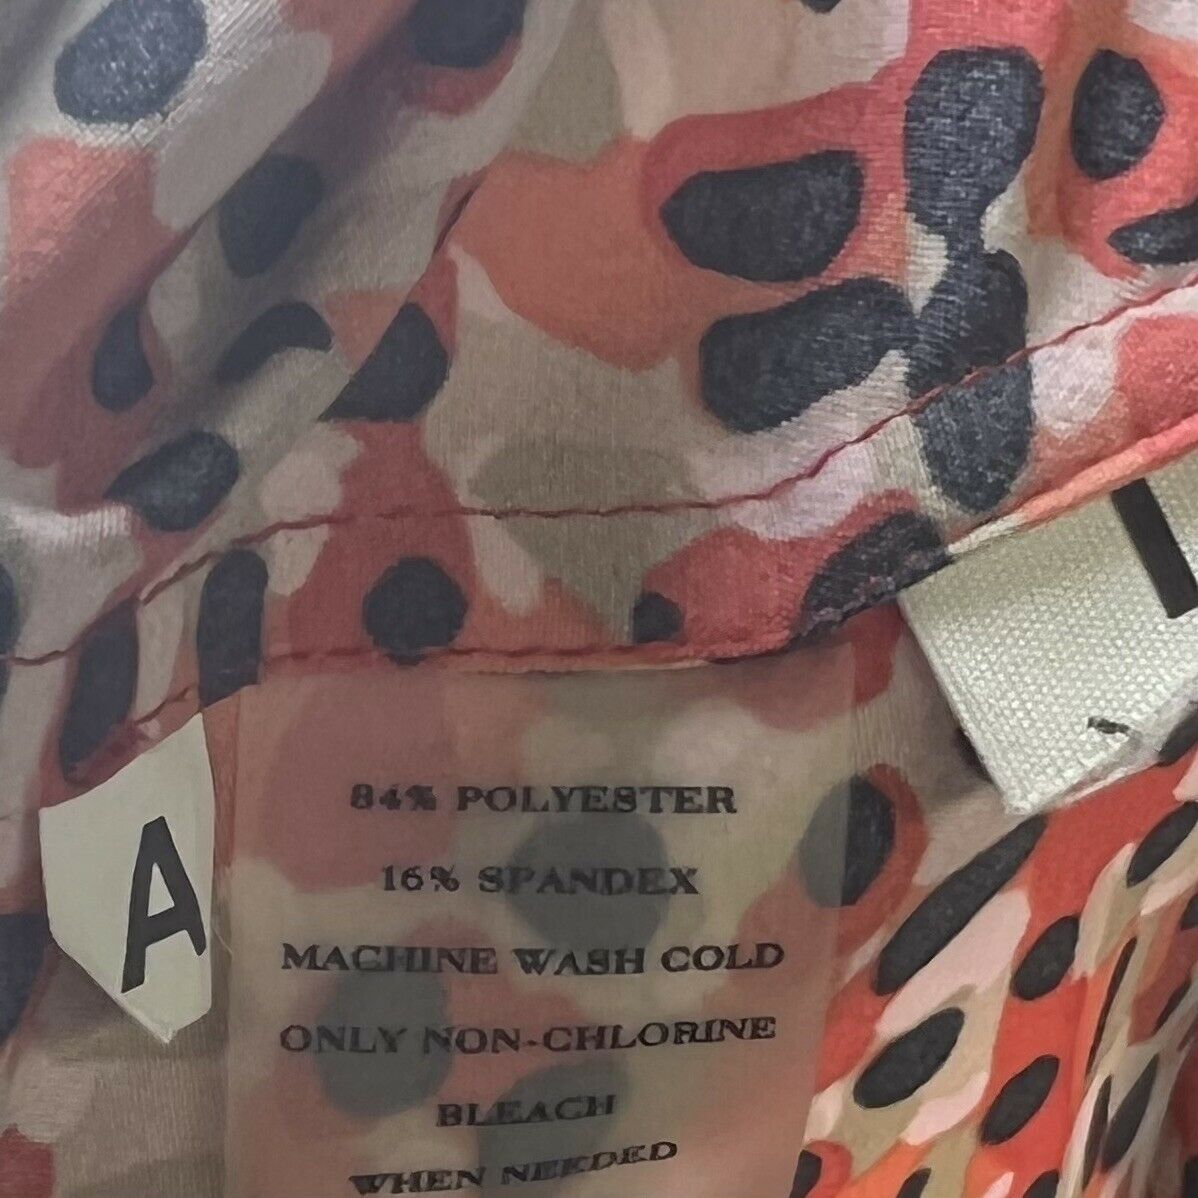 84% POLYESTER
16% SPANDEX
MACHINE WASH COLD
ONLY NON-CHLORINE
BLEACH
WHEN NEEDED
A